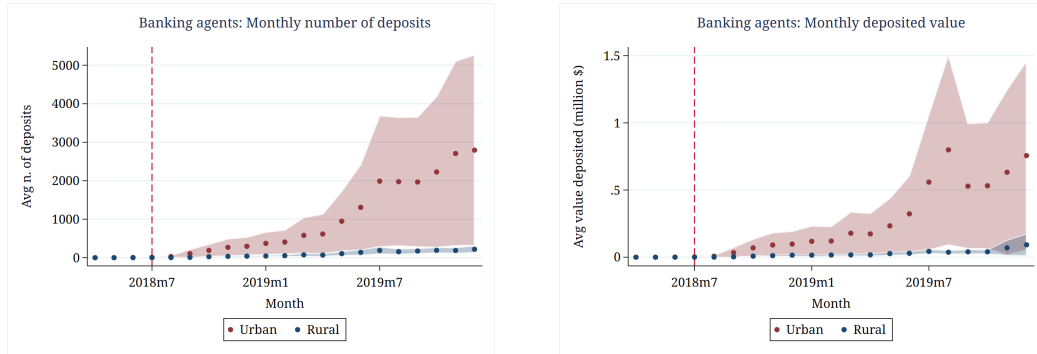 Banking agents: Monthly number of deposits
Avg n. of deposits
5000
4000
3000
2000
1000
0
2018m7 2019m1 2019m7
Month
Urban Rural
Banking agents: Monthly deposited value
Avg value deposited (million $)
1.5
1
.5
0
2018m7 2019m1 2019m7
Month
Urban Rural